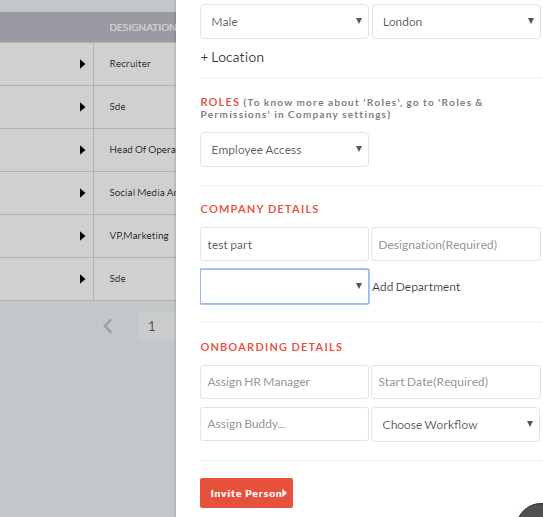 Male London
+ Location
ROLES (To know more about 'Roles', go to 'Roles &
Permissions' in Company settings)
Employee Access
COMPANY DETAILS
test part Designation(Required)
Add Department
ONBOARDING DETAILS
Assign HR Manager Start Date(Required)
Assign Buddy... Choose Workflow
Invite Person
DESIGNATION
Recruiter
Sde
Head Of Opera
Social Media
VP,Marketing
Sde
1